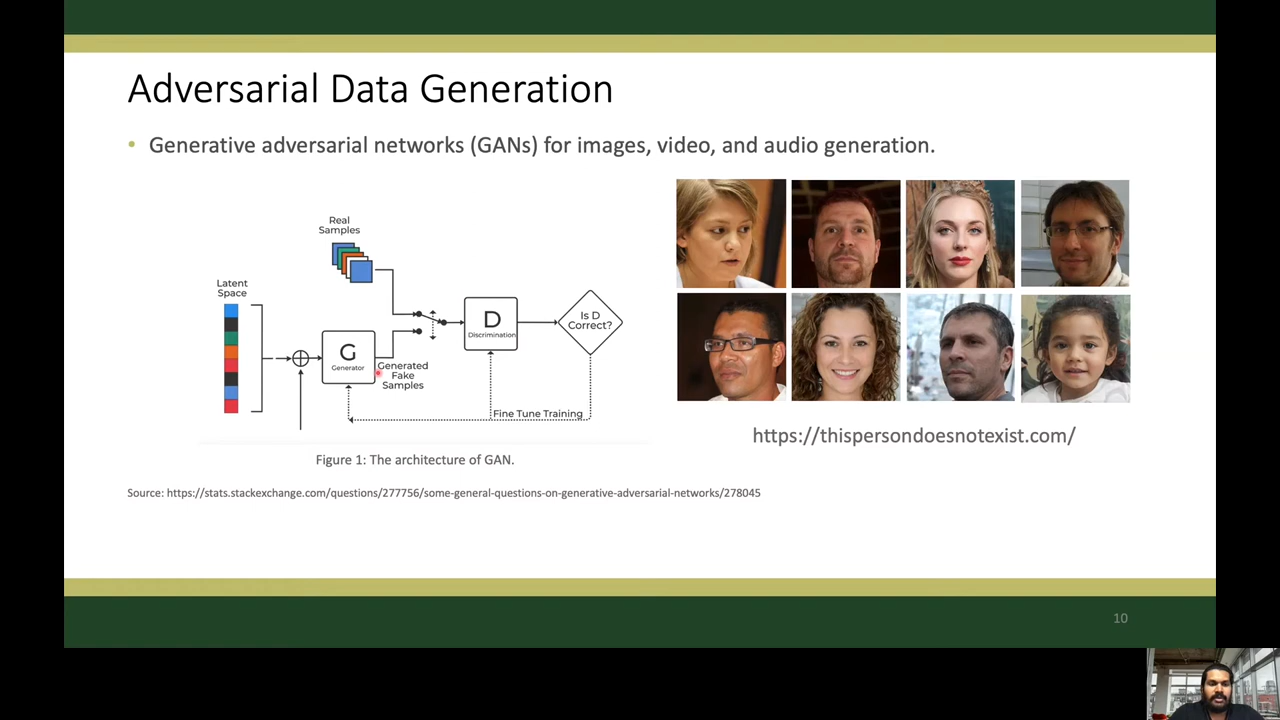 Adversarial Data Generation
• Generative adversarial networks (GANs) for images, video, and audio generation.
Real
Samples
Latent
Space
G
Generator
Generated
Fake
Samples
D
Discrimination
Is D
Correct?
Fine Tune Training
Figure 1: The architecture of GAN.
https://thispersondoesnotexist.com/
Source: https://stats.stackexchange.com/questions/277756/some-general-questions-on-generative-adversarial-networks/278045
10